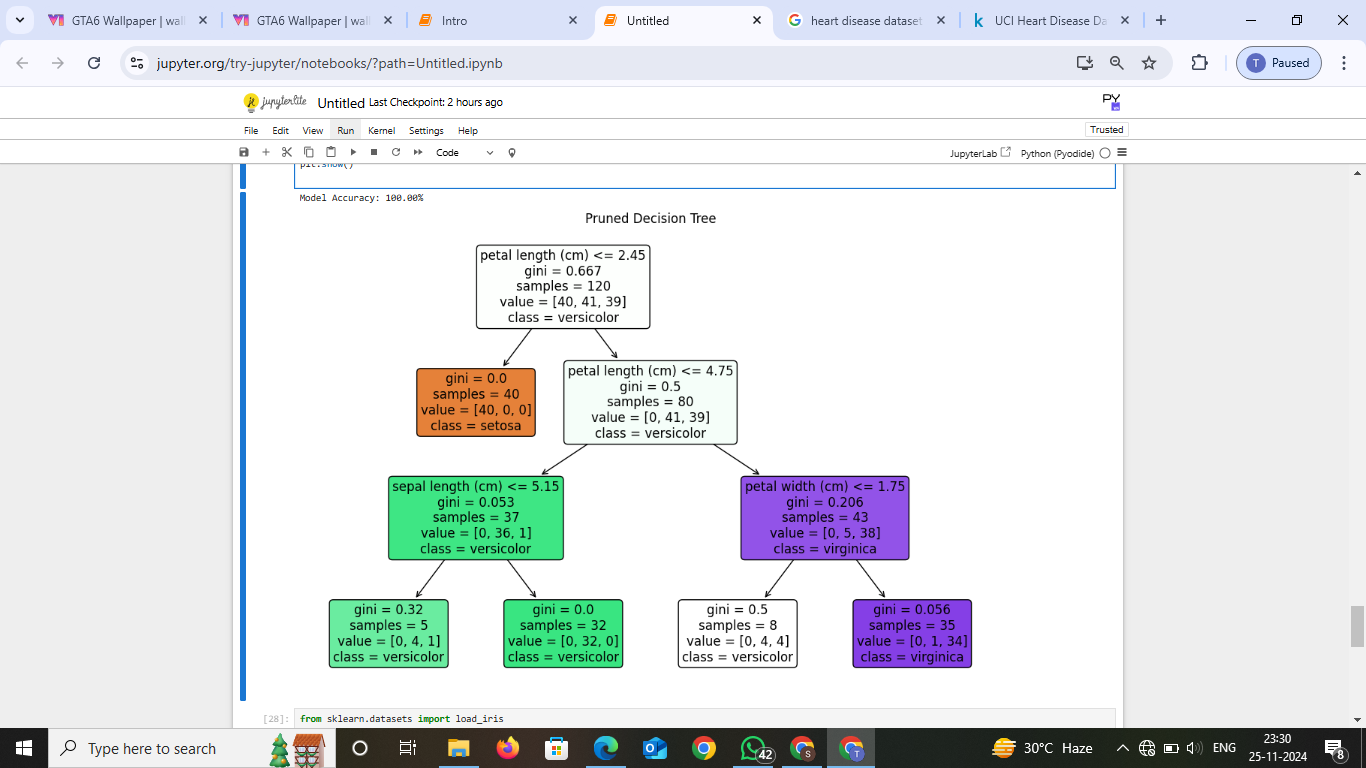 GTA6 Wallpaper | wall
GTA6 Wallpaper | wall
Intro
Untitled
heart disease dataset
UCI Heart Disease Da
jupyter.org/try-jupyter/notebooks/?path=Untitled.ipynb
T
Paused
jupyterlite
Untitled Last Checkpoint: 2 hours ago
PY
File Edit View Run Kernel Settings Help
Trusted
Code
JupyterLab
Python (Pyodide)
plt.show()
Model Accuracy: 100.00%
Pruned Decision Tree
petal length (cm) <= 2.45
gini = 0.667
samples = 120
value = [40, 41, 39]
class = versicolor
gini = 0.0
samples = 40
value = [40, 0, 0]
class = setosa
petal length (cm) <= 4.75
gini = 0.5
samples = 80
value = [0, 41, 39]
class = versicolor
sepal length (cm) <= 5.15
gini = 0.053
samples = 37
value = [0, 36, 1]
class = versicolor
petal width (cm) <= 1.75
gini = 0.206
samples = 43
value = [0, 5, 38]
class = virginica
gini = 0.32
samples = 5
value = [0, 4, 1]
class = versicolor
gini = 0.0
samples = 32
value = [0, 32, 0]
class = versicolor
gini = 0.5
samples = 8
value = [0, 4, 4]
class = versicolor
gini = 0.056
samples = 35
value = [0, 1, 34]
class = virginica
[28]:
from sklearn.datasets import load_iris
Type here to search
42
S
T
30°C Haze
ENG
23:30
25-11-2024
8